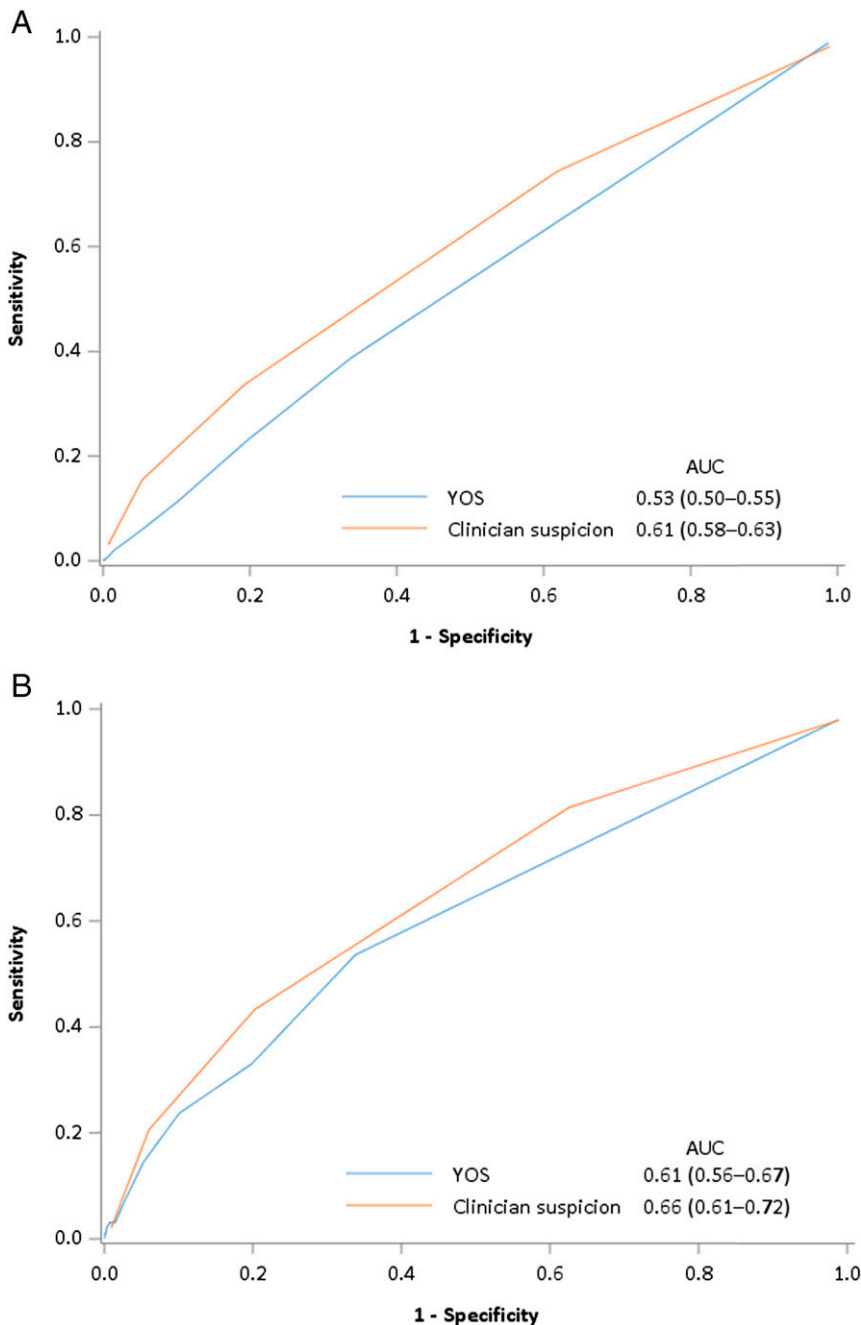 A
1.0
0.8
0.6
0.4
0.2
0.0
Sensitivity
AUC
YOS 0.53 (0.50–0.55)
Clinician suspicion 0.61 (0.58–0.63)
0.0 0.2 0.4 0.6 0.8 1.0
1 - Specificity
B
1.0
0.8
0.6
0.4
0.2
0.0
Sensitivity
AUC
YOS 0.61 (0.56–0.67)
Clinician suspicion 0.66 (0.61–0.72)
0.0 0.2 0.4 0.6 0.8 1.0
1 - Specificity